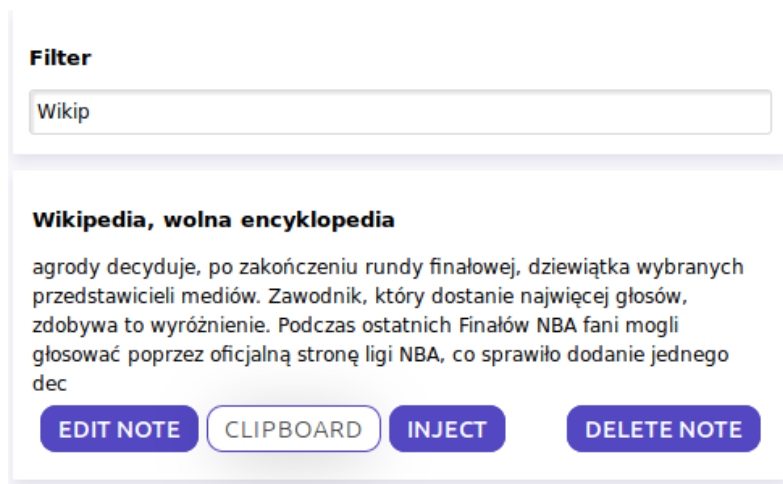 Filter
Wikip
Wikipedia, wolna encyklopedia
agrody decyduje, po zakończeniu rundy finałowej, dziewiątka wybranych
przedstawicieli mediów. Zawodnik, który dostanie najwięcej głosów,
zdobywa to wyróżnienie. Podczas ostatnich Finałów NBA fani mogli
głosować poprzez oficjalną stronę ligi NBA, co sprawiło dodanie jednego
dec
EDIT NOTE CLIPBOARD INJECT DELETE NOTE